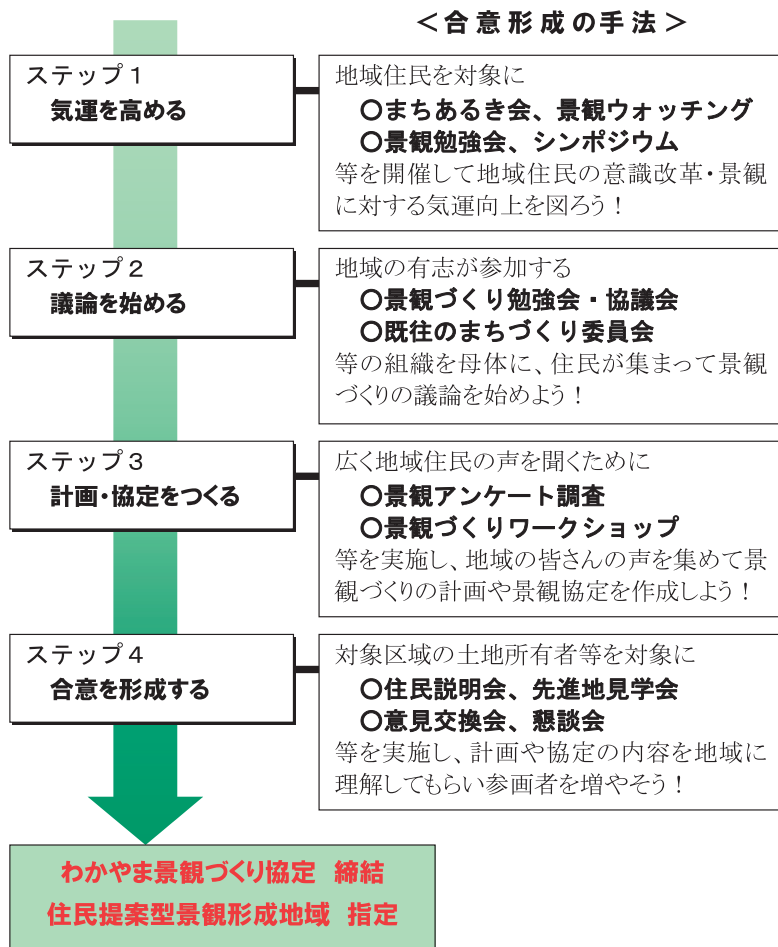 ＜合意形成の手法＞
ステップ１
気運を高める
地域住民を対象に
○まちあるき会、景観ウォッチング
○景観勉強会、シンポジウム
等を開催して地域住民の意識改革・景観
に対する気運向上を図ろう！
ステップ２
議論を始める
地域の有志が参加する
○景観づくり勉強会・協議会
○既往のまちづくり委員会
等の組織を母体に、住民が集まって景観
づくりの議論を始めよう！
ステップ３
計画・協定をつくる
広く地域住民の声を聞くために
○景観アンケート調査
○景観づくりワークショップ
等を実施し、地域の皆さんの声を集めて景
観づくりの計画や景観協定を作成しよう！
ステップ４
合意を形成する
対象区域の土地所有者等を対象に
○住民説明会、先進地見学会
○意見交換会、懇談会
等を実施し、計画や協定の内容を地域に
理解してもらい参画者を増やそう！
わかやま景観づくり協定 締結
住民提案型景観形成地域 指定